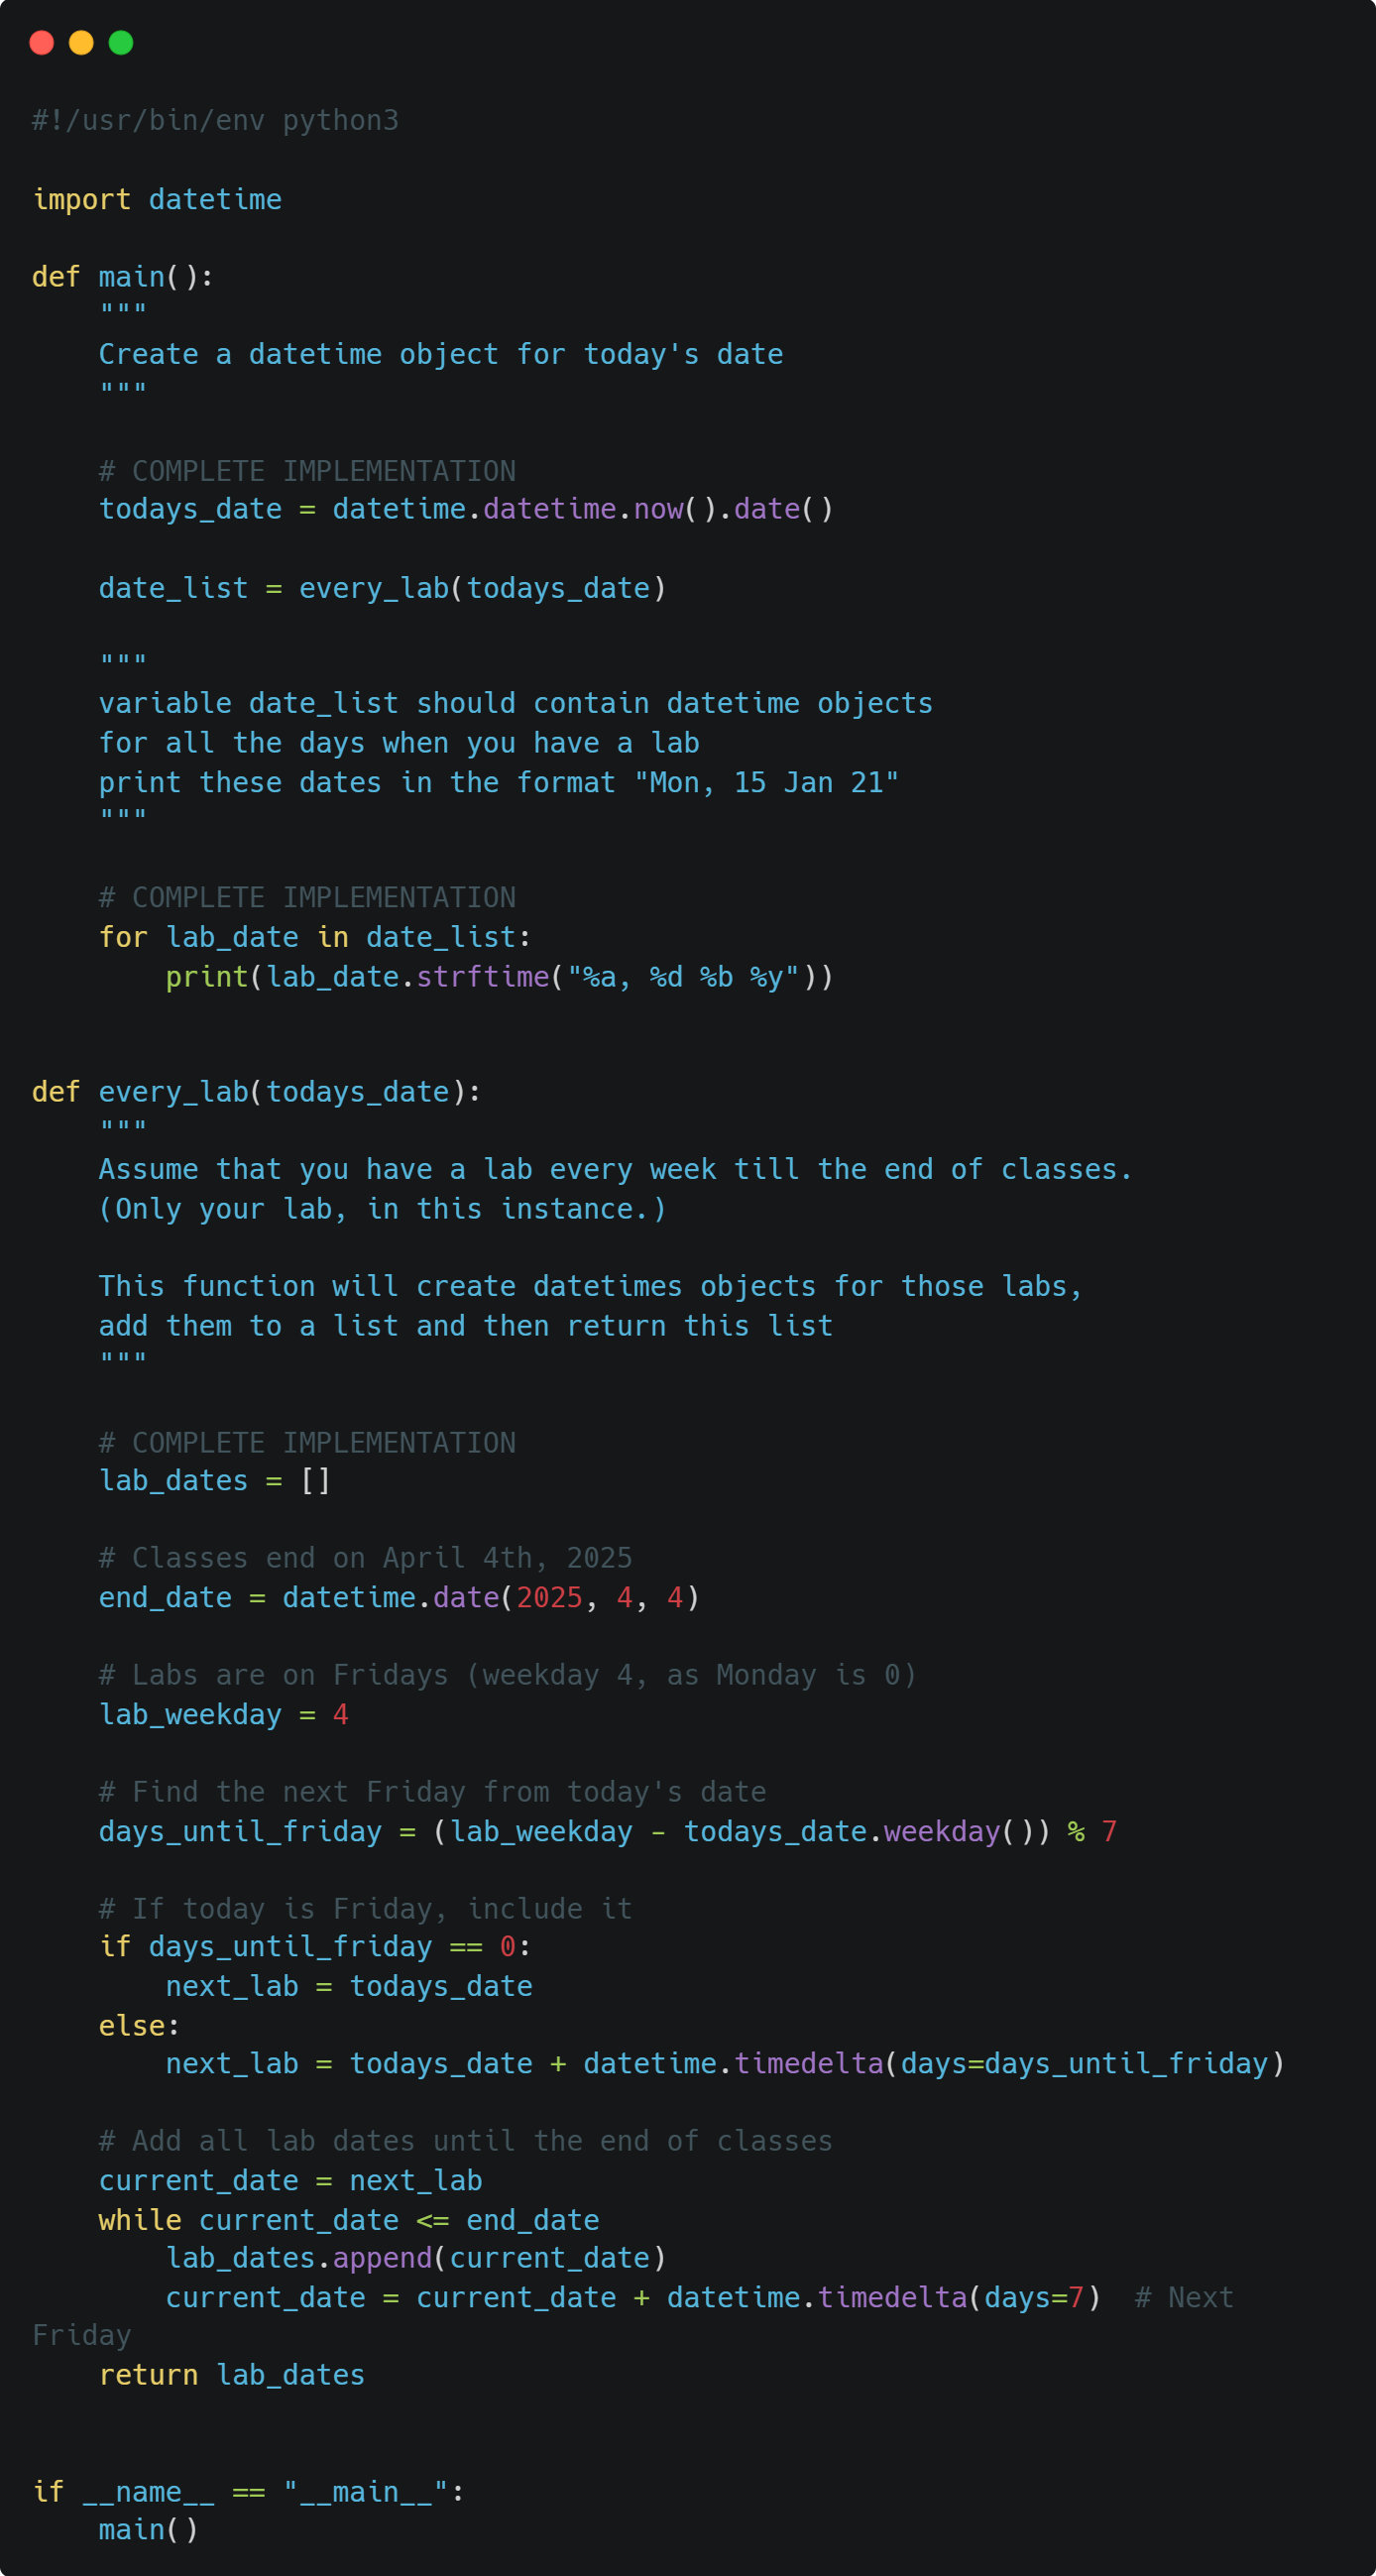 #!/usr/bin/env python3
import datetime
def main():
    """
    Create a datetime object for today's date
    """
    # COMPLETE IMPLEMENTATION
    todays_date = datetime.datetime.now().date()
    date_list = every_lab(todays_date)
    """
    variable date_list should contain datetime objects
    for all the days when you have a lab
    print these dates in the format "Mon, 15 Jan 21"
    """
    # COMPLETE IMPLEMENTATION
    for lab_date in date_list:
        print(lab_date.strftime("%a, %d %b %y"))
def every_lab(todays_date):
    """
    Assume that you have a lab every week till the end of classes.
    (Only your lab, in this instance.)
    This function will create datetimes objects for those labs,
    add them to a list and then return this list
    """
    # COMPLETE IMPLEMENTATION
    lab_dates = []
    # Classes end on April 4th, 2025
    end_date = datetime.date(2025, 4, 4)
    # Labs are on Fridays (weekday 4, as Monday is 0)
    lab_weekday = 4
    # Find the next Friday from today's date
    days_until_friday = (lab_weekday - todays_date.weekday()) % 7
    # If today is Friday, include it
    if days_until_friday == 0:
        next_lab = todays_date
    else:
        next_lab = todays_date + datetime.timedelta(days=days_until_friday)
    # Add all lab dates until the end of classes
    current_date = next_lab
    while current_date <= end_date
        lab_dates.append(current_date)
        current_date = current_date + datetime.timedelta(days=7)  # Next
Friday
    return lab_dates
if __name__ == "__main__":
    main()